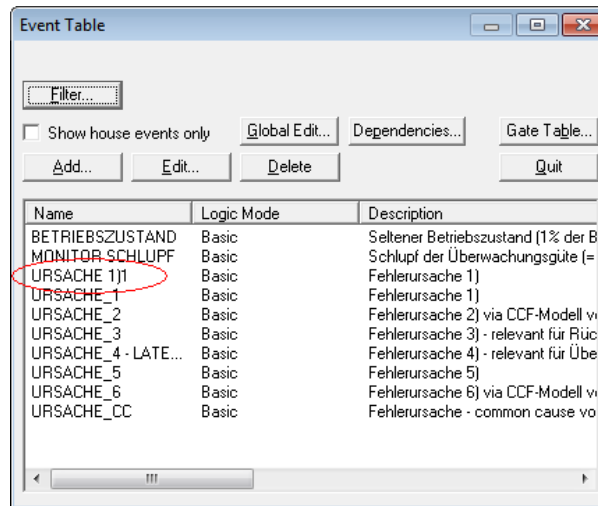 Event Table
Filter...
Show house events only Global Edit... Dependencies... Gate Table...
Add... Edit... Delete Quit
Name Logic Mode Description
BETRIEBSZUSTAND Basic Seltener Betriebszustand (1% der B
MONITOR SCHLUPF Basic Schlupf der Überwachungsgüte (=
URSACHE 1)1 Basic Fehlerursache 1)
URSACHE_1 Basic Fehlerursache 1)
URSACHE_2 Basic Fehlerursache 2) via CCF-Modell v
URSACHE_3 Basic Fehlerursache 3) - relevant für Rüc
URSACHE_4 - LATE... Basic Fehlerursache 4) - relevant für Übe
URSACHE_5 Basic Fehlerursache 5)
URSACHE_6 Basic Fehlerursache 6) via CCF-Modell v
URSACHE_CC Basic Fehlerursache - common cause vo